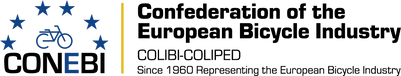 CONEBI
Confederation of the
European Bicycle Industry
COLIBI-COLIPED
Since 1960 Representing the European Bicycle Industry